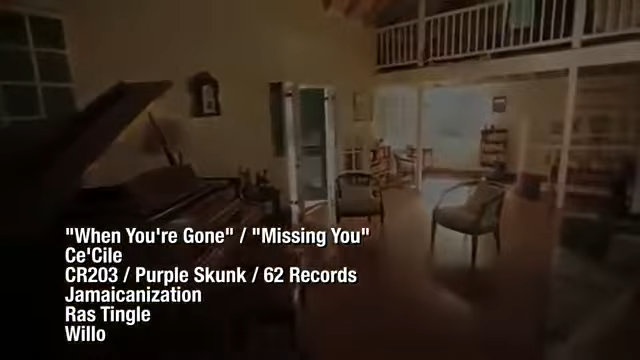 "When You're Gone" / "Missing You"
Ce'Cile
CR203 / Purple Skunk / 62 Records
Jamaicanization
Ras Tingle
Willo